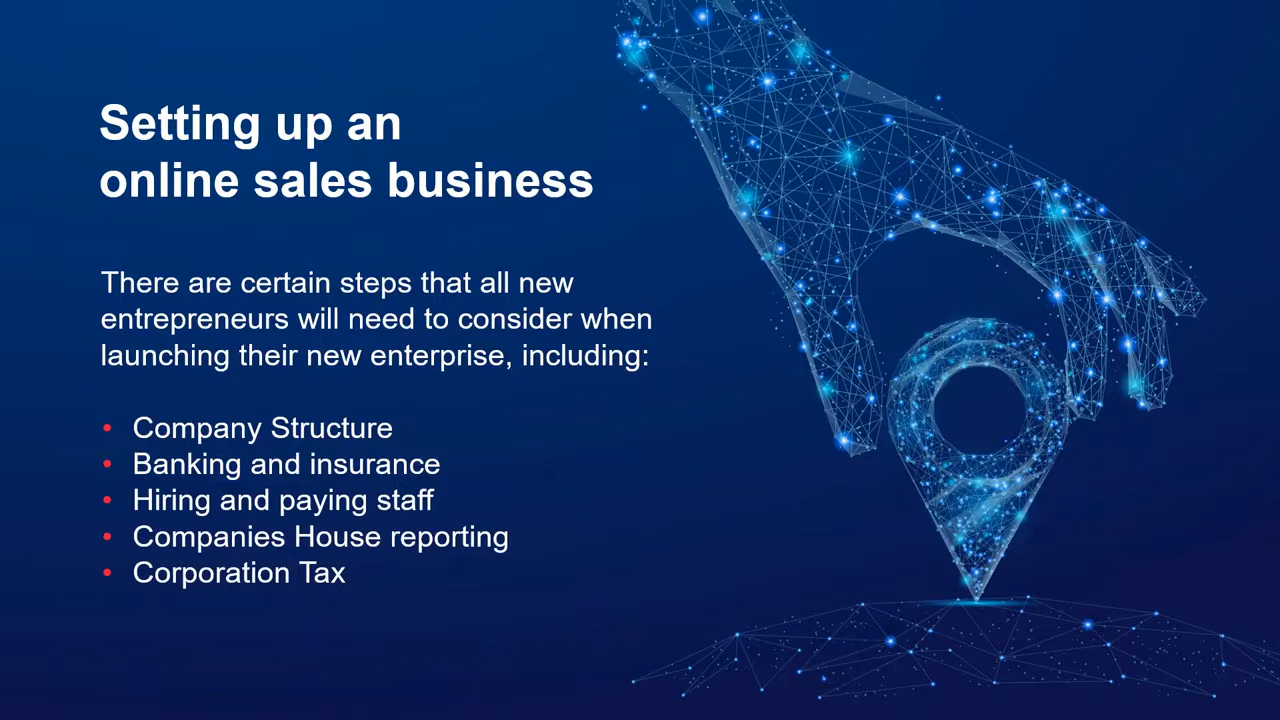 Setting up an
online sales business
There are certain steps that all new
entrepreneurs will need to consider when
launching their new enterprise, including:
• Company Structure
• Banking and insurance
• Hiring and paying staff
• Companies House reporting
• Corporation Tax